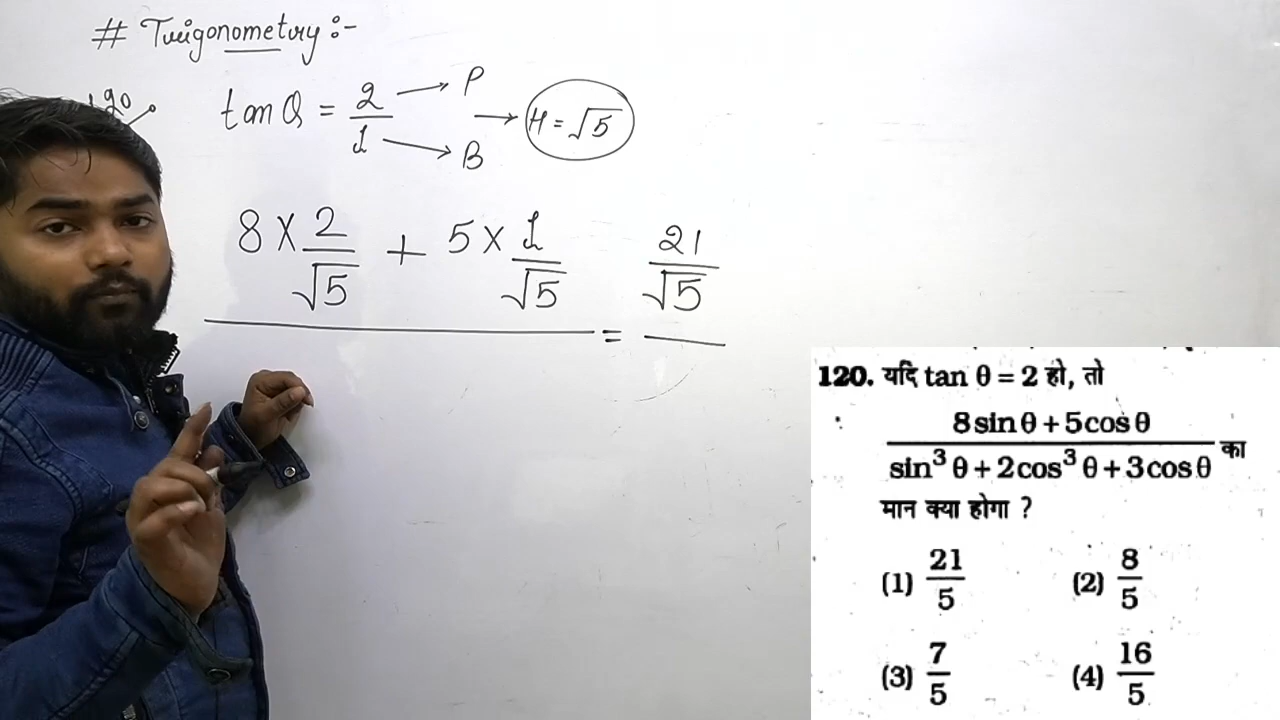 # Trigonometry :-
120
tan θ = 2/1 → P → H = √5
→ B
8 × 2/√5 + 5 × 1/√5 = 21/√5
120. यदि tan θ = 2 हो, तो
8 sin θ + 5 cos θ
sin³ θ + 2 cos³ θ + 3 cos θ का
मान क्या होगा ?
(1) 21/5 (2) 8/5
(3) 7/5 (4) 16/5